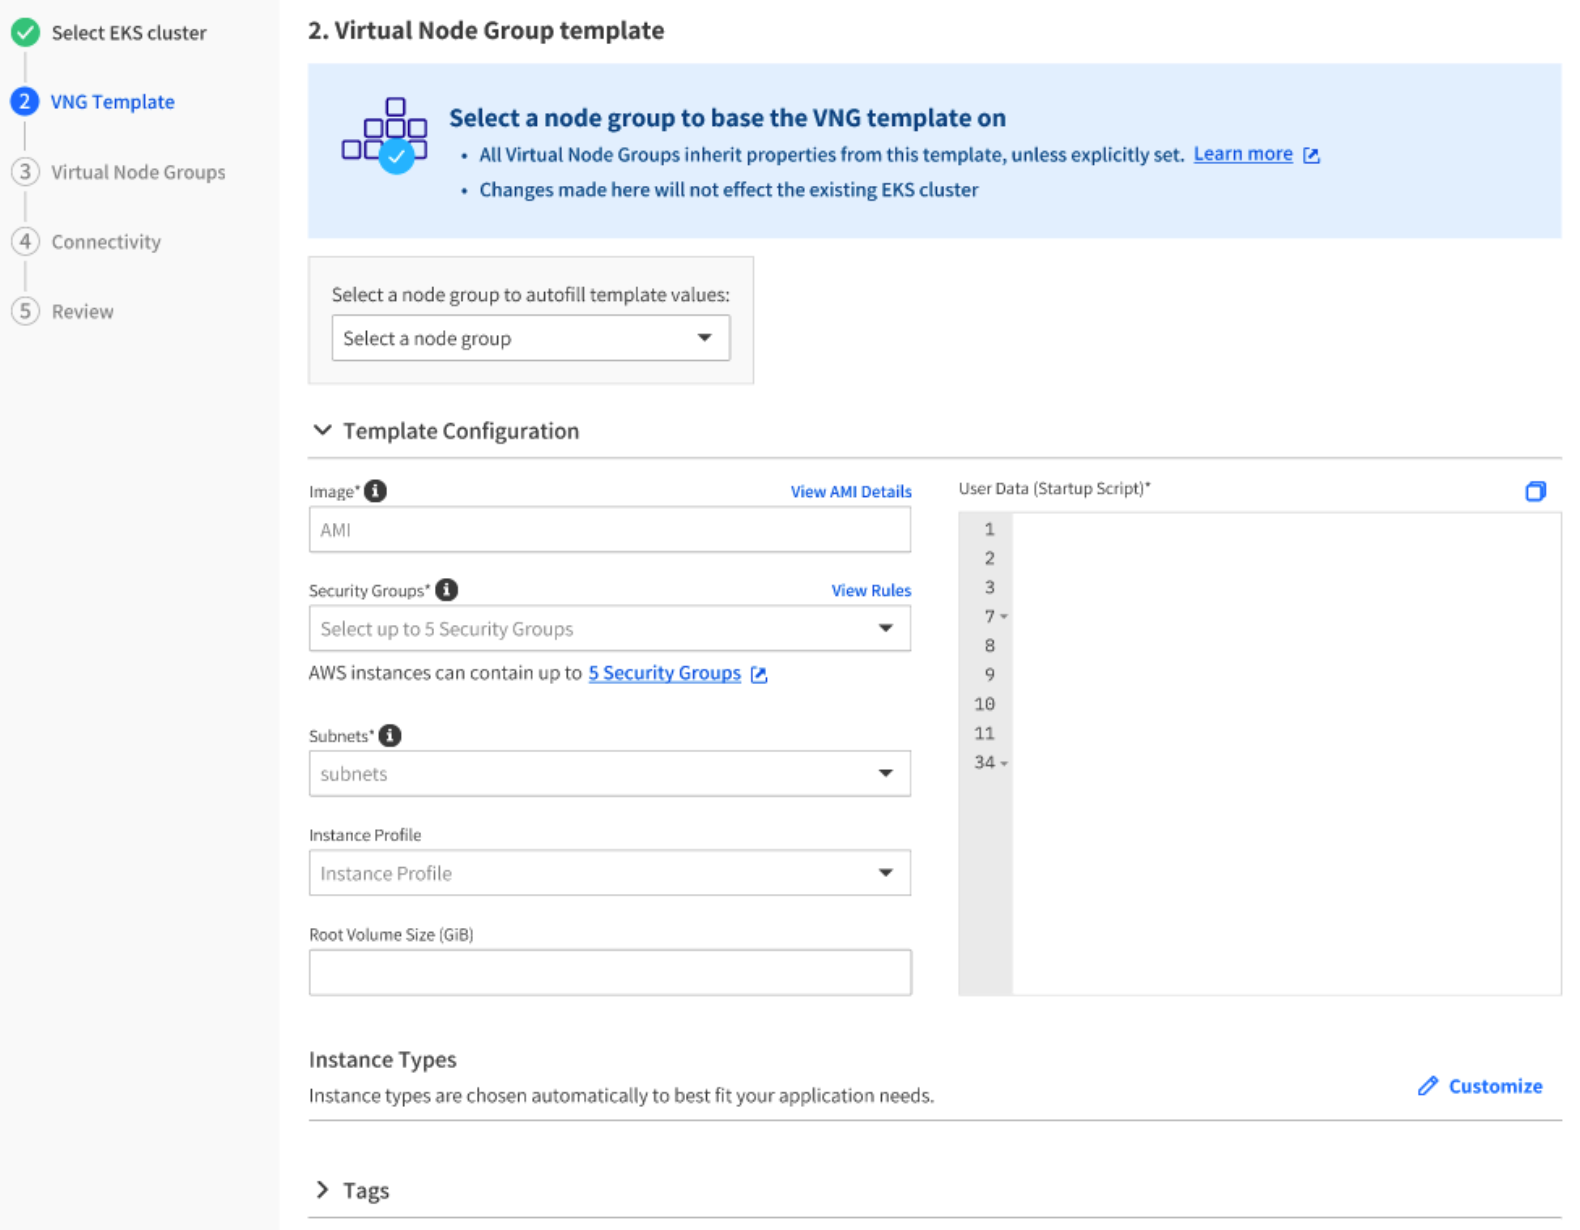 Select EKS cluster
2 VNG Template
3 Virtual Node Groups
4 Connectivity
5 Review
2. Virtual Node Group template
Select a node group to base the VNG template on
• All Virtual Node Groups inherit properties from this template, unless explicitly set. Learn more
• Changes made here will not effect the existing EKS cluster
Select a node group to autofill template values:
Select a node group
Template Configuration
Image* View AMI Details
AMI
Security Groups* View Rules
Select up to 5 Security Groups
AWS instances can contain up to 5 Security Groups
Subnets*
subnets
Instance Profile
Instance Profile
Root Volume Size (GiB)
User Data (Startup Script)*
1
2
3
7
8
9
10
11
34
Instance Types
Instance types are chosen automatically to best fit your application needs.
Customize
Tags